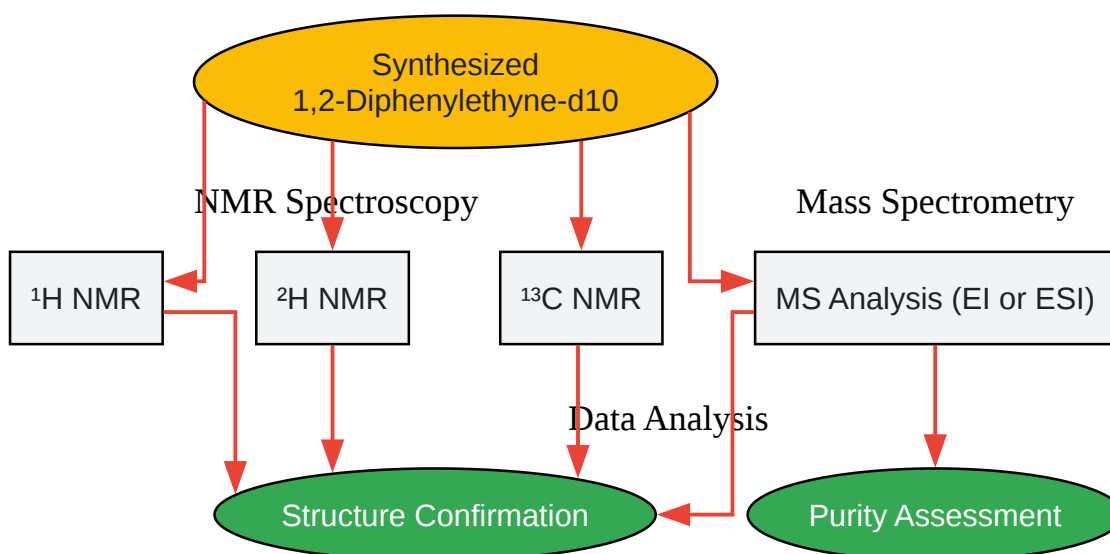 Synthesized
1,2-Diphenylethyne-d10
NMR Spectroscopy
Mass Spectrometry
¹H NMR
²H NMR
¹³C NMR
MS Analysis (EI or ESI)
Data Analysis
Structure Confirmation
Purity Assessment